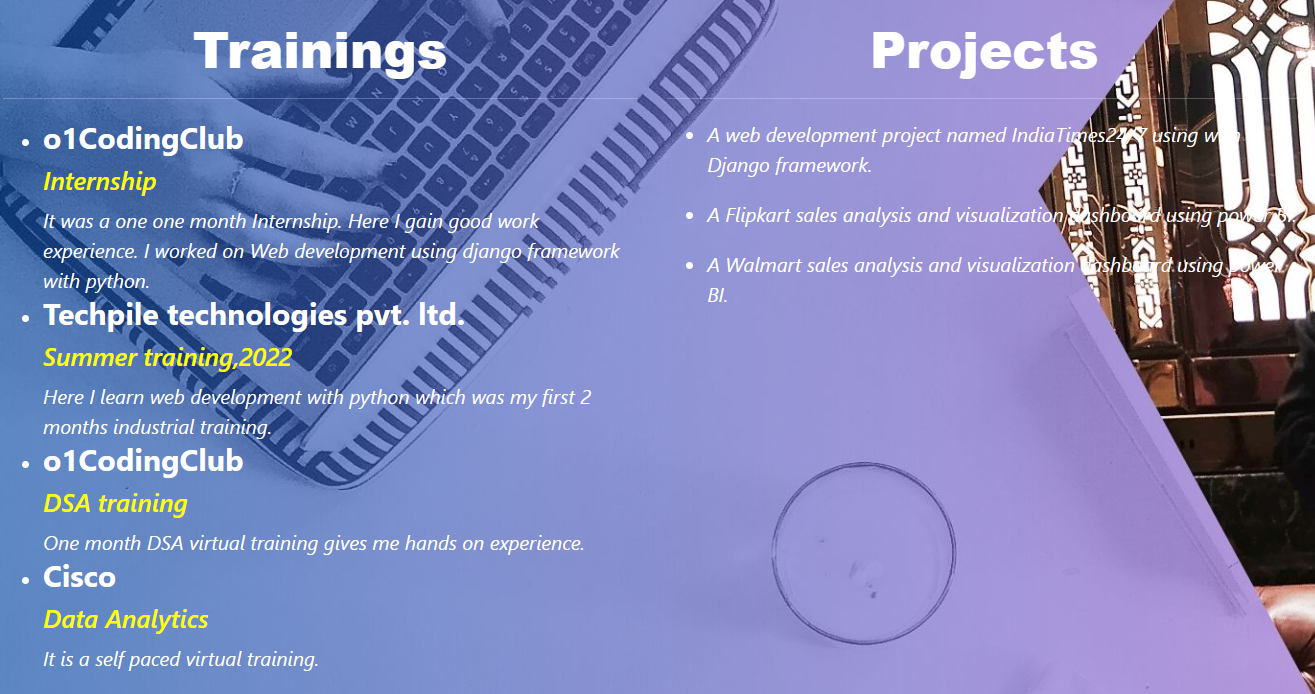 Trainings
o1CodingClub
Internship
It was a one one month Internship. Here I gain good work
experience. I worked on Web development using django framework
with python.
Techpile technologies pvt. ltd.
Summer training,2022
Here I learn web development with python which was my first 2
months industrial training.
o1CodingClub
DSA training
One month DSA virtual training gives me hands on experience.
Cisco
Data Analytics
It is a self paced virtual training.
Projects
A web development project named IndiaTimes24/7 using with
Django framework.
A Flipkart sales analysis and visualization dashboard using power BI.
A Walmart sales analysis and visualization dashboard using power
BI.